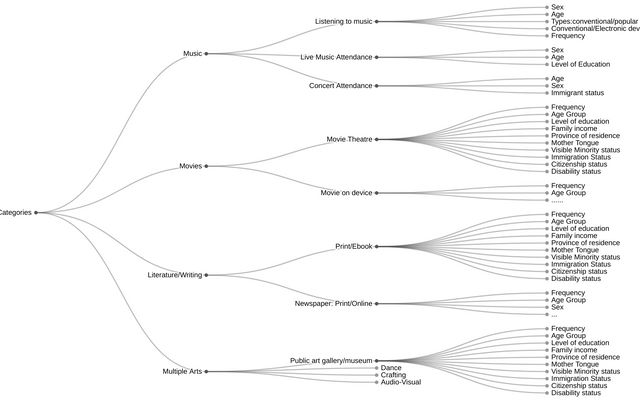 Categories
Music
Listening to music
Sex
Age
Types:conventional/popular
Conventional/Electronic dev
Frequency
Live Music Attendance
Sex
Age
Level of Education
Concert Attendance
Age
Sex
Immigrant status
Movies
Movie Theatre
Frequency
Age Group
Level of education
Family income
Province of residence
Mother Tongue
Visible Minority status
Immigration Status
Citizenship status
Disability status
Movie on device
Frequency
Age Group
......
Literature/Writing
Print/Ebook
Frequency
Age Group
Level of education
Family income
Province of residence
Mother Tongue
Visible Minority status
Immigration Status
Citizenship status
Disability status
Newspaper: Print/Online
Frequency
Age Group
Sex
...
Multiple Arts
Public art gallery/museum
Frequency
Age Group
Level of education
Family income
Province of residence
Mother Tongue
Visible Minority status
Immigration Status
Citizenship status
Disability status
Dance
Crafting
Audio-Visual